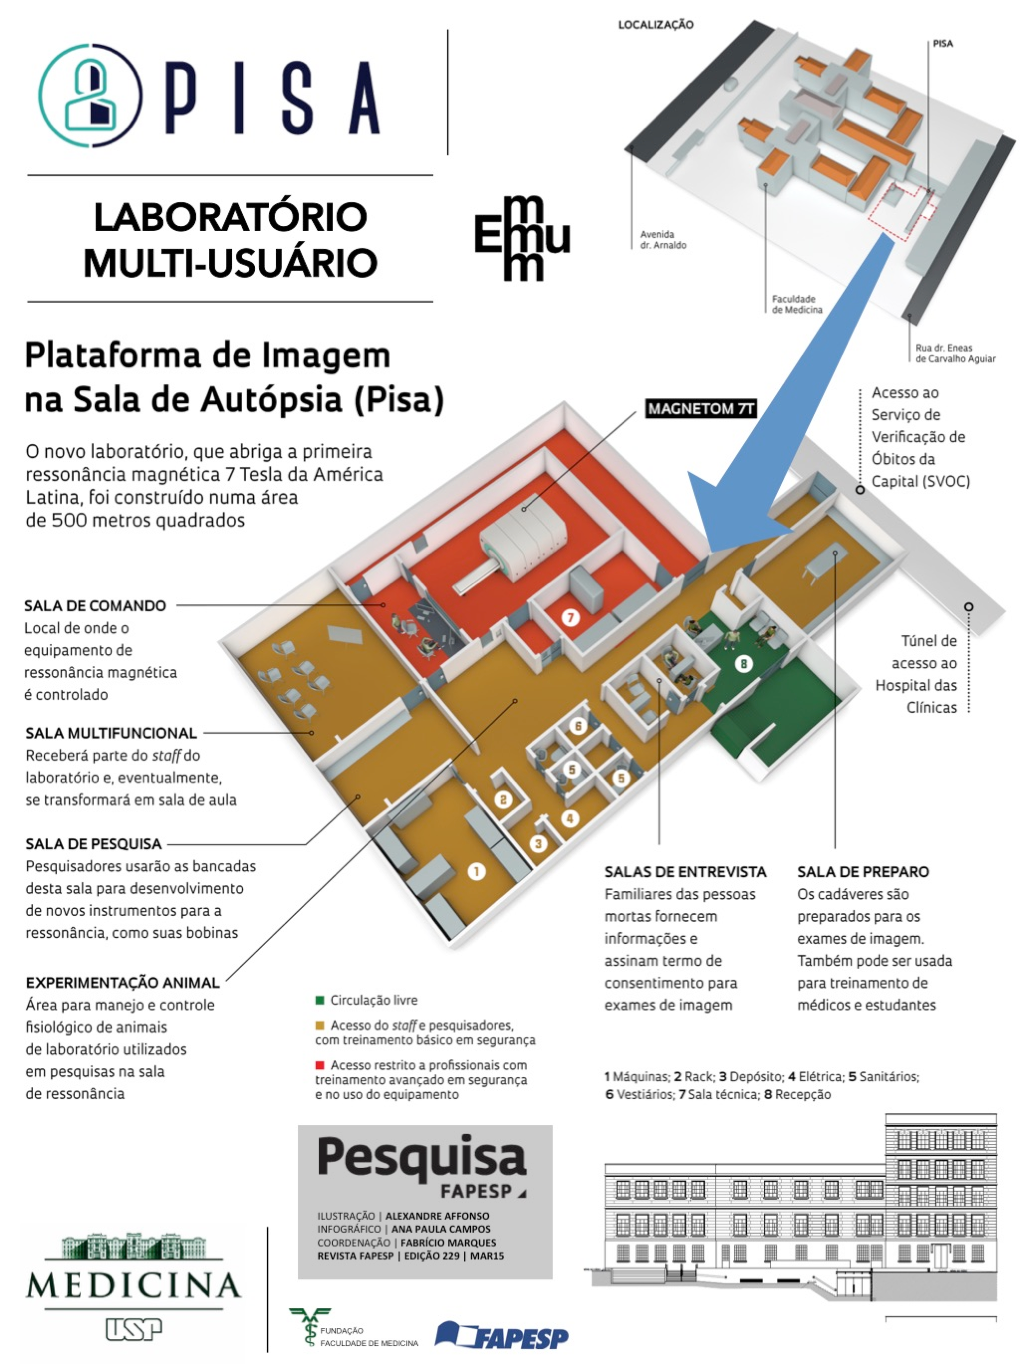 PISA
LABORATÓRIO
MULTI-USUÁRIO
m
Emmu
m
LOCALIZAÇÃO
PISA
Avenida
dr. Arnaldo
Faculdade
de Medicina
Rua dr. Eneas
de Carvalho Aguiar
Plataforma de Imagem
na Sala de Autópsia (Pisa)
O novo laboratório, que abriga a primeira
ressonância magnética 7 Tesla da América
Latina, foi construído numa área
de 500 metros quadrados
MAGNETOM 7T
Acesso ao
Serviço de
Verificação de
Óbitos da
Capital (SVOC)
Túnel de
acesso ao
Hospital das
Clínicas
SALA DE COMANDO
Local de onde o
equipamento de
ressonância magnética
é controlado
SALA MULTIFUNCIONAL
Receberá parte do staff do
laboratório e, eventualmente,
se transformará em sala de aula
SALA DE PESQUISA
Pesquisadores usarão as bancadas
desta sala para desenvolvimento
de novos instrumentos para a
ressonância, como suas bobinas
EXPERIMENTAÇÃO ANIMAL
Área para manejo e controle
fisiológico de animais
de laboratório utilizados
em pesquisas na sala
de ressonância
7
8
6
5
5
2
4
3
1
SALAS DE ENTREVISTA
Familiares das pessoas
mortas fornecem
informações e
assinam termo de
consentimento para
exames de imagem
SALA DE PREPARO
Os cadáveres são
preparados para os
exames de imagem.
Também pode ser usada
para treinamento de
médicos e estudantes
Circulação livre
Acesso do staff e pesquisadores,
com treinamento básico em segurança
Acesso restrito a profissionais com
treinamento avançado em segurança
e no uso do equipamento
1 Máquinas; 2 Rack; 3 Depósito; 4 Elétrica; 5 Sanitários;
6 Vestiários; 7 Sala técnica; 8 Recepção
Pesquisa
FAPESP
ILUSTRAÇÃO | ALEXANDRE AFFONSO
INFOGRÁFICO | ANA PAULA CAMPOS
COORDENAÇÃO | FABRÍCIO MARQUES
REVISTA FAPESP | EDIÇÃO 229 | MAR15
MEDICINA
USP
FUNDAÇÃO
FACULDADE DE MEDICINA
FAPESP